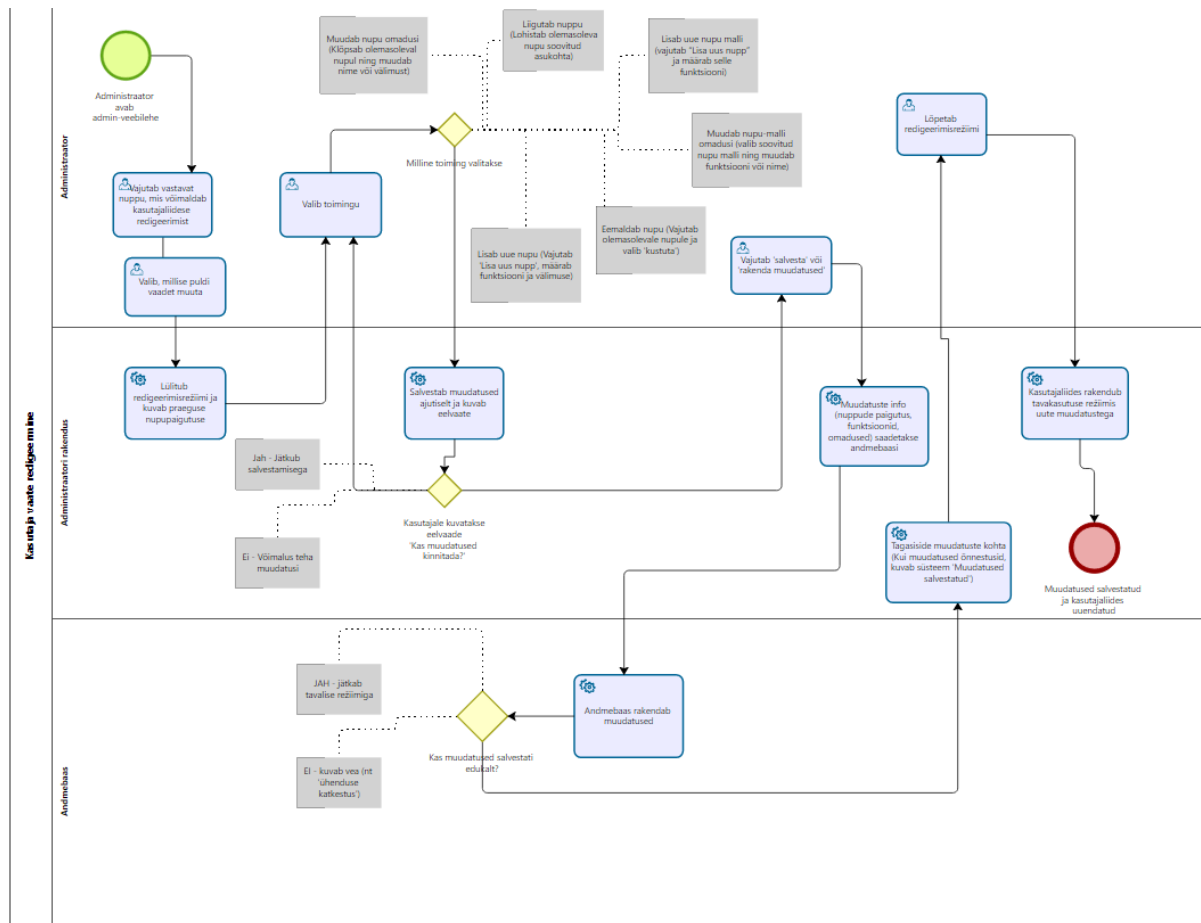 Kasutaja vaate redigeerimine
Administraator
Administraator
avab
admin-veebilehe
Vajutab vastavat
nuppu, mis võimaldab
kasutajaliidese
redigeerimist
Valib, millise puldi
vaadet muuta
Valib toimingu
Muudab nupu omadusi
(Klõpsab olemasoleval
nupul ning muudab
nime või välimust)
Liigutab nuppu
(Lohistab olemasoleva
nupu soovitud
asukohta)
Lisab uue nupu malli
(vajutab "Lisa uus nupp"
ja määrab selle
funktsiooni)
Milline toiming valitakse
Muudab nupu-malli
omadusi (valib soovitud
nupu malli ning muudab
funktsiooni või nime)
Lisab uue nupu (Vajutab
'Lisa uus nupp', määrab
funktsiooni ja välimuse)
Eemaldab nupu (Vajutab
olemasolevale nupule ja
valib 'kustuta')
Vajutab 'salvesta' või
'rakenda muudatused'
Lõpetab
redigeerimisrežiimi
Administraatori rakendus
Lülitub
redigeerimisrežiimi ja
kuvab praeguse
nupupaigutuse
Salvestab muudatused
ajutiselt ja kuvab
eelvaate
Jah - Jätkub
salvestamisega
Ei - Võimalus teha
muudatusi
Kasutajale kuvatakse
eelvaade
'Kas muudatused
kinnitada?'
Muudatuste info
(nuppude paigutus,
funktsioonid,
omadused) saadetakse
andmebaasi
Tagasiside muudatuste kohta
(Kui muudatused õnnestusid,
kuvab süsteem 'Muudatused
salvestatud')
Kasutajaliides rakendub
tavakasutuse režiimis
uute muudatustega
Muudatused salvestatud
ja kasutajaliides
uuendatud
Andmebaas
JAH - jätkab
tavalise režiimiga
EI - kuvab vea (nt
'ühenduse
katkestus')
Kas muudatused salvestati
edukalt?
Andmebaas rakendab
muudatused